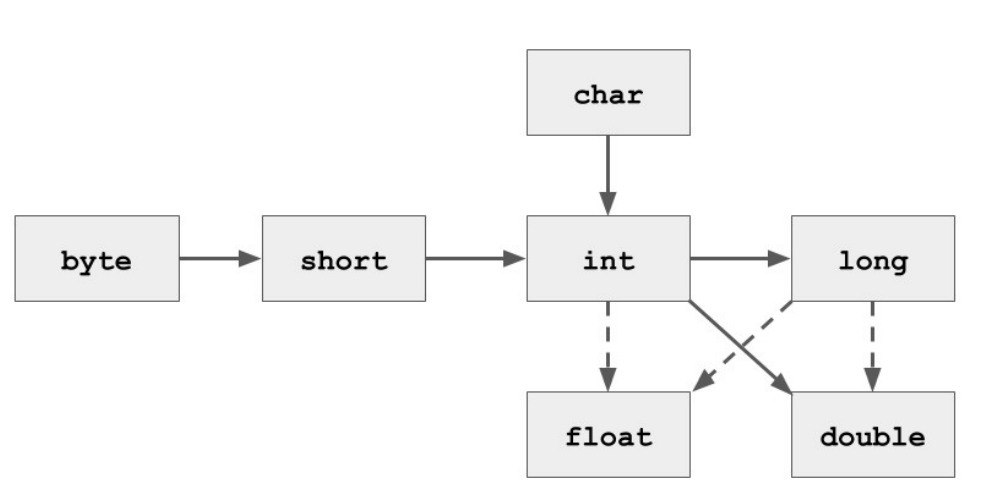 char
byte
short
int
long
float
double